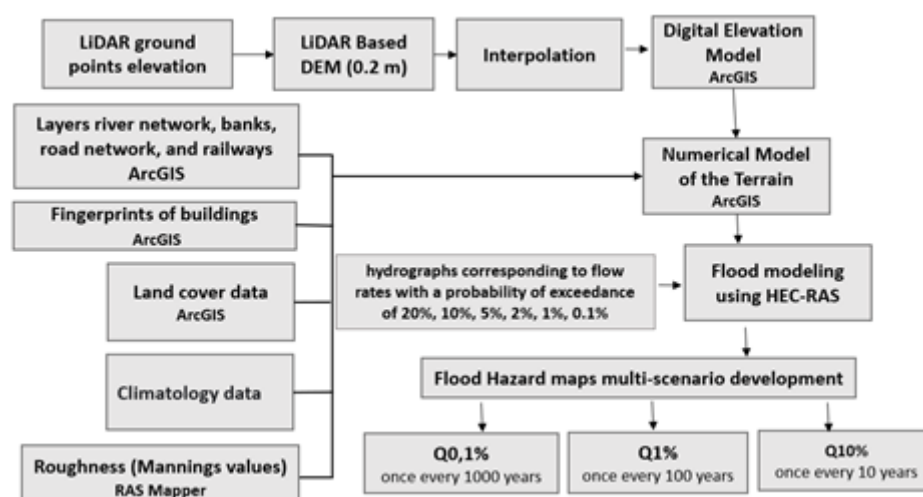 LiDAR ground
points elevation
LiDAR Based
DEM (0.2 m)
Interpolation
Digital Elevation
Model
ArcGIS
Layers river network, banks,
road network, and railways
ArcGIS
Numerical Model
of the Terrain
ArcGIS
Fingerprints of buildings
ArcGIS
Land cover data
ArcGIS
hydrographs corresponding to flow
rates with a probability of exceedance
of 20%, 10%, 5%, 2%, 1%, 0.1%
Flood modeling
using HEC-RAS
Climatology data
Flood Hazard maps multi-scenario development
Roughness (Mannings values)
RAS Mapper
Q0,1%
once every 1000 years
Q1%
once every 100 years
Q10%
once every 10 years